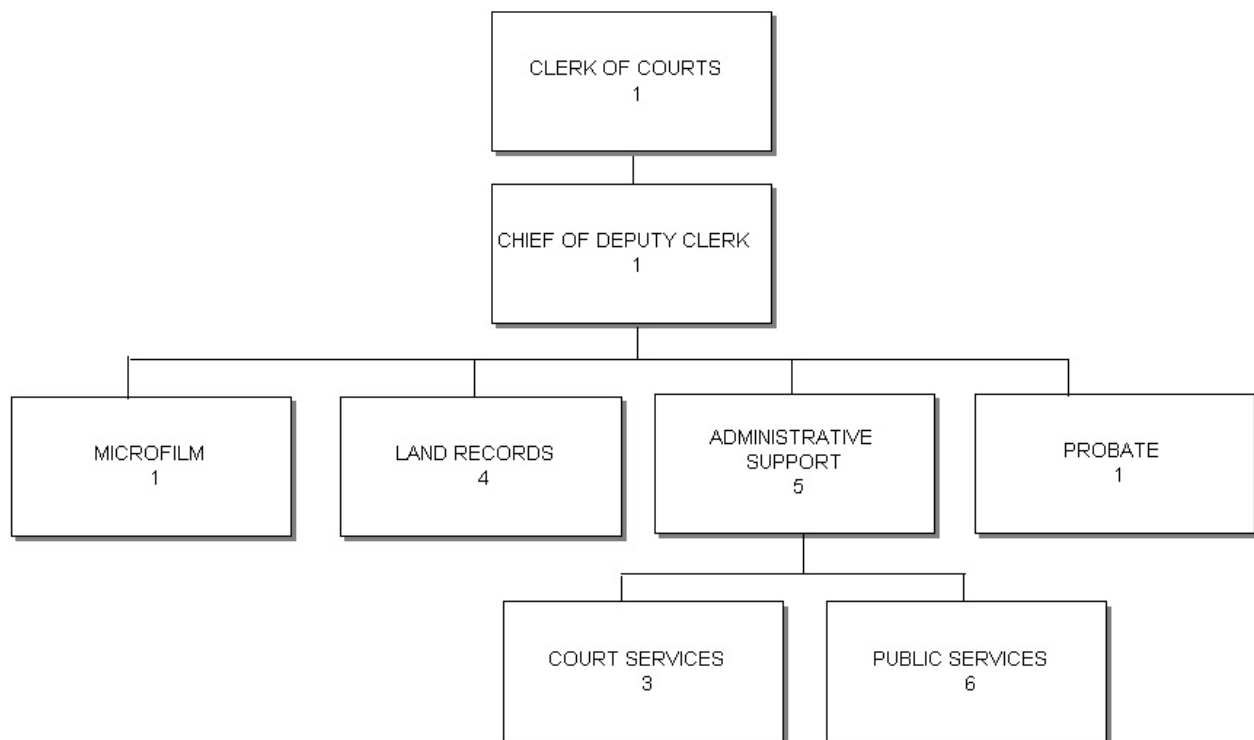 CLERK OF COURTS
1
CHIEF OF DEPUTY CLERK
1
MICROFILM
1
LAND RECORDS
4
ADMINISTRATIVE
SUPPORT
5
PROBATE
1
COURT SERVICES
3
PUBLIC SERVICES
6